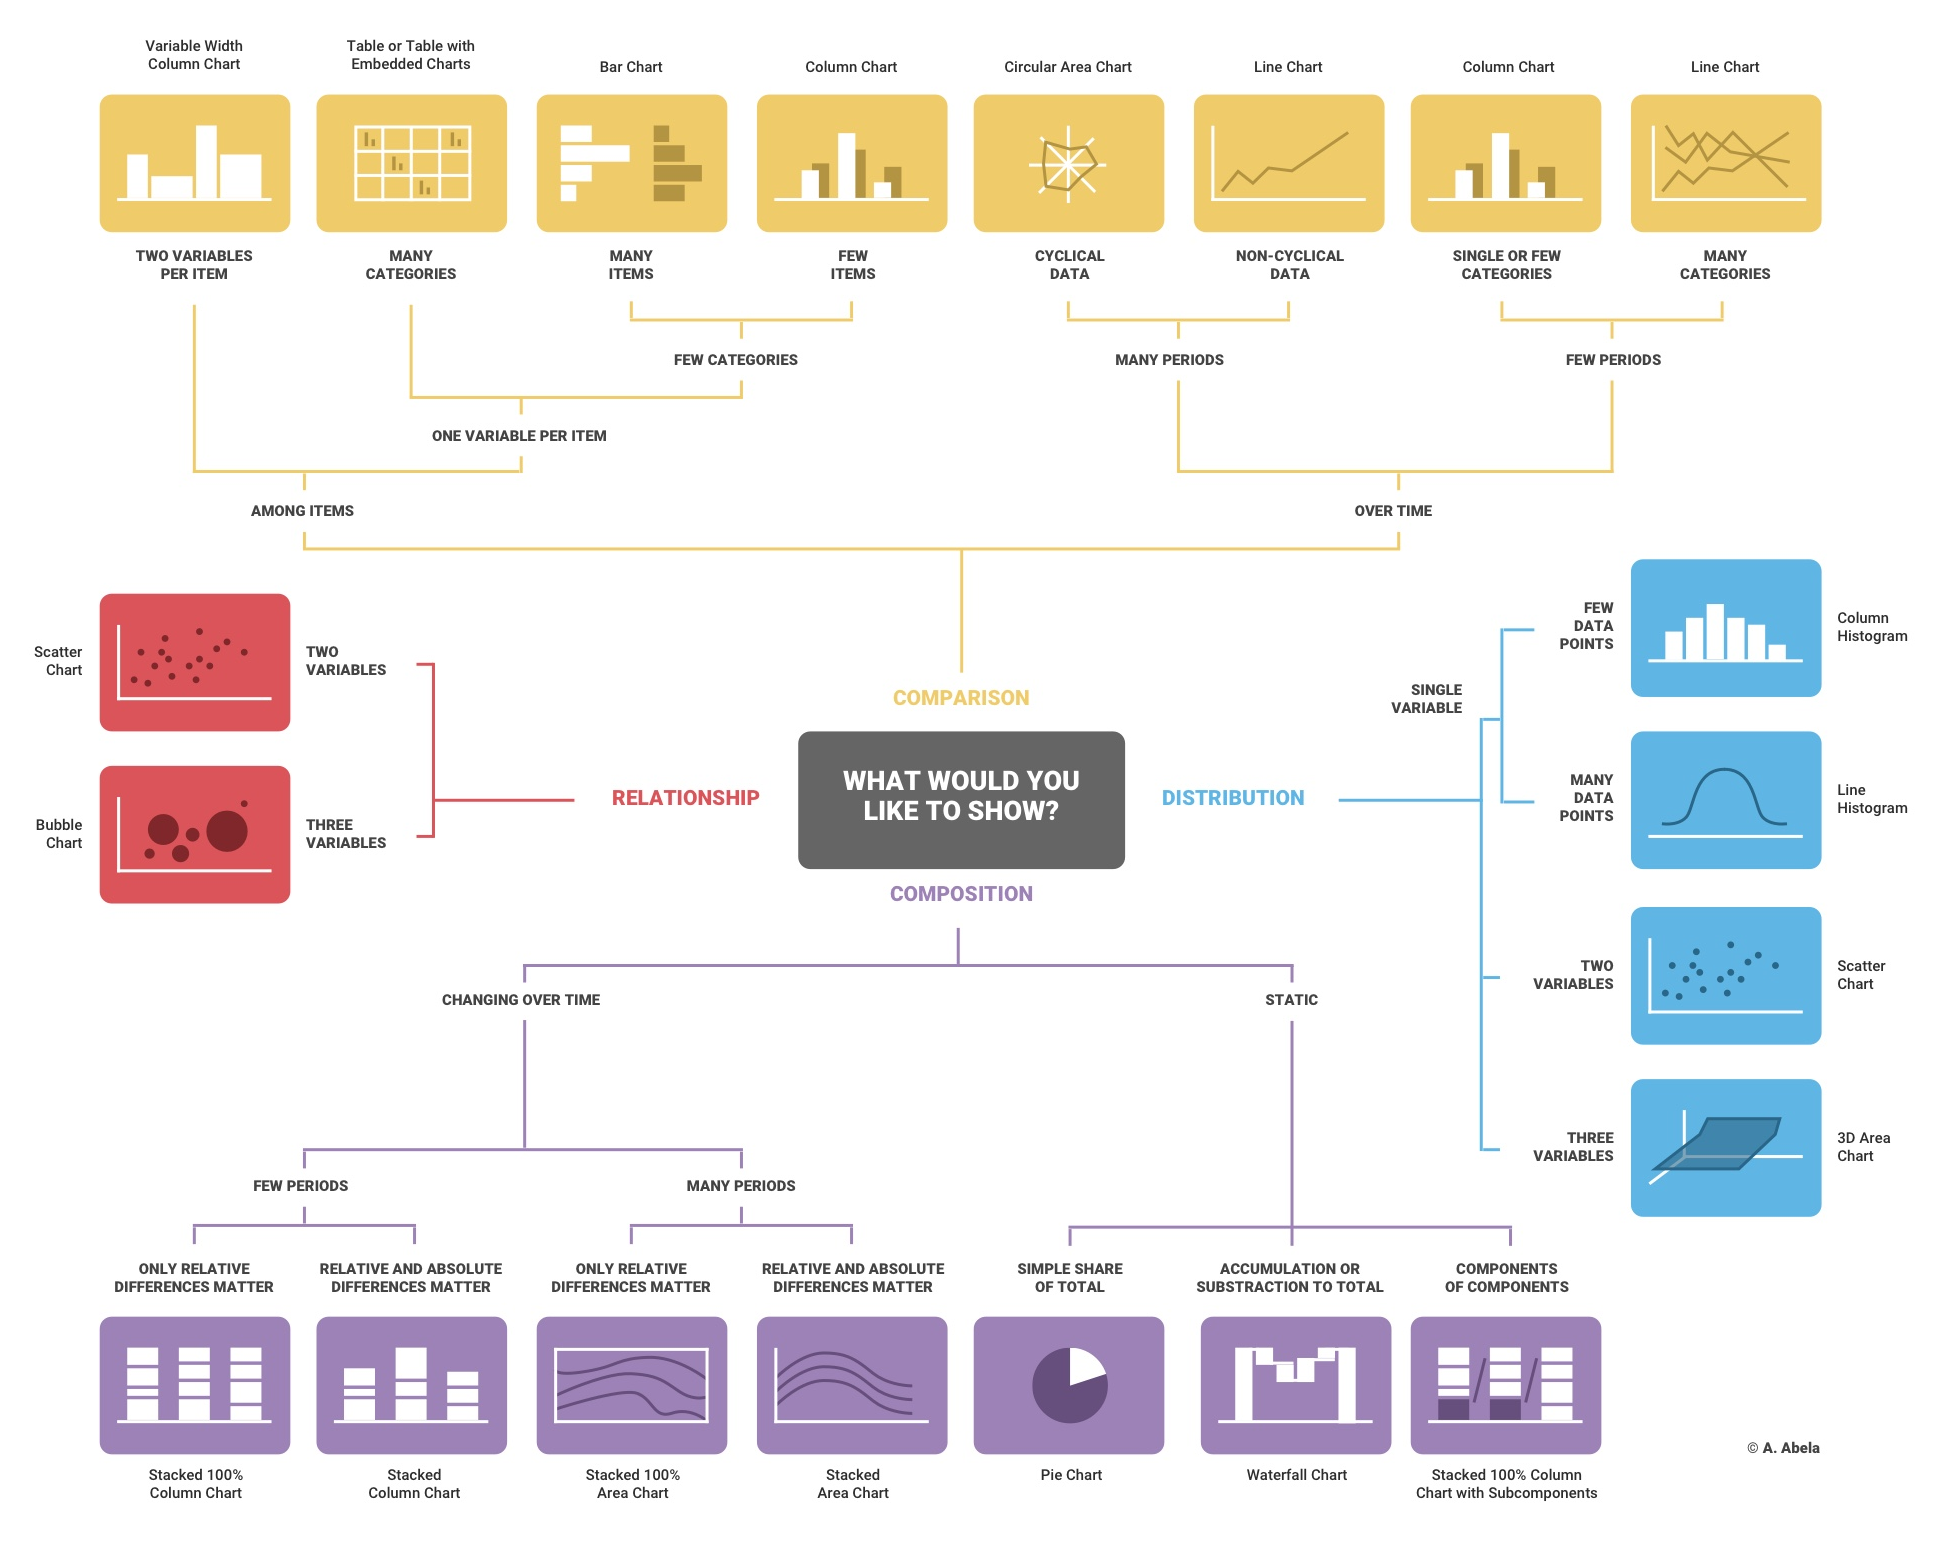 Variable Width
Column Chart
Table or Table with
Embedded Charts
Bar Chart
Column Chart
Circular Area Chart
Line Chart
Column Chart
Line Chart
TWO VARIABLES
PER ITEM
MANY
CATEGORIES
MANY
ITEMS
FEW
ITEMS
CYCLICAL
DATA
NON-CYCLICAL
DATA
SINGLE OR FEW
CATEGORIES
MANY
CATEGORIES
FEW CATEGORIES
MANY PERIODS
FEW PERIODS
ONE VARIABLE PER ITEM
AMONG ITEMS
OVER TIME
Scatter
Chart
TWO
VARIABLES
Bubble
Chart
THREE
VARIABLES
RELATIONSHIP
COMPARISON
WHAT WOULD YOU
LIKE TO SHOW?
COMPOSITION
DISTRIBUTION
SINGLE
VARIABLE
FEW
DATA
POINTS
Column
Histogram
MANY
DATA
POINTS
Line
Histogram
TWO
VARIABLES
Scatter
Chart
THREE
VARIABLES
3D Area
Chart
CHANGING OVER TIME
STATIC
FEW PERIODS
MANY PERIODS
ONLY RELATIVE
DIFFERENCES MATTER
RELATIVE AND ABSOLUTE
DIFFERENCES MATTER
ONLY RELATIVE
DIFFERENCES MATTER
RELATIVE AND ABSOLUTE
DIFFERENCES MATTER
SIMPLE SHARE
OF TOTAL
ACCUMULATION OR
SUBSTRACTION TO TOTAL
COMPONENTS
OF COMPONENTS
Stacked 100%
Column Chart
Stacked
Column Chart
Stacked 100%
Area Chart
Stacked
Area Chart
Pie Chart
Waterfall Chart
Stacked 100% Column
Chart with Subcomponents
© A. Abela